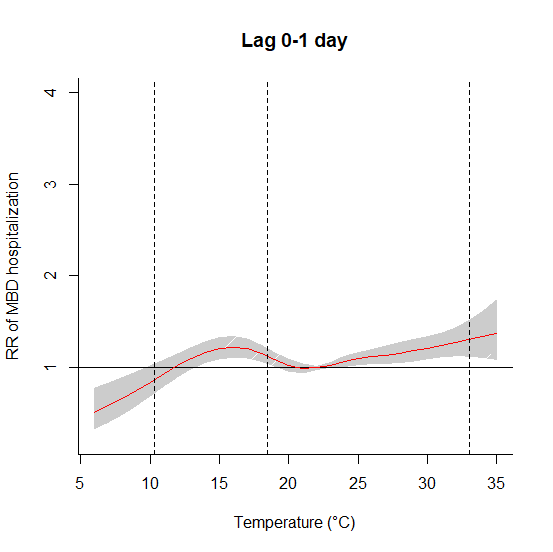 Lag 0-1 day
RR of MBD hospitalization
4
3
2
1
5 10 15 20 25 30 35
Temperature (°C)